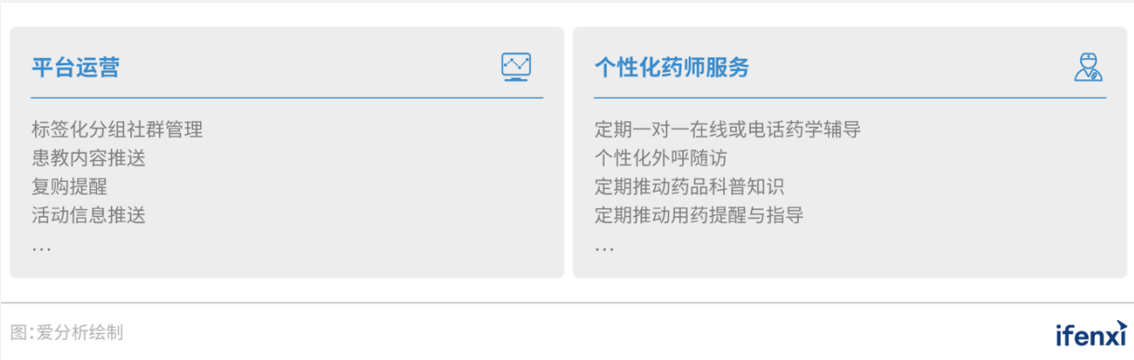 平台运营
标签化分组社群管理
患教内容推送
复购提醒
活动信息推送
...
个性化药师服务
定期一对一在线或电话药学辅导
个性化外呼随访
定期推动药品科普知识
定期推动用药提醒与指导
...
图：爱分析绘制
ifenxi